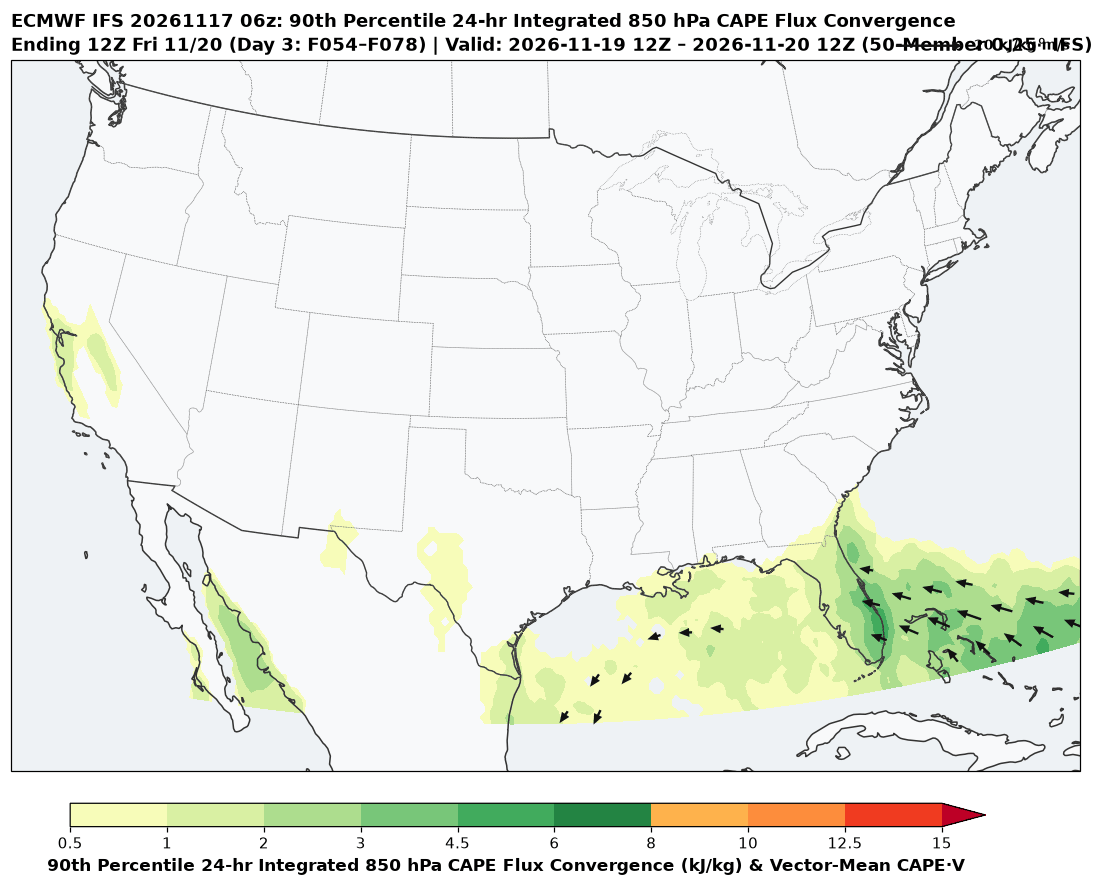 ECMWF IFS 20261117 06z: 90th Percentile 24-hr Integrated 850 hPa CAPE Flux Convergence
Ending 12Z Fri 11/20 (Day 3: F054–F078) | Valid: 2026-11-19 12Z – 2026-11-20 12Z (50-Member 0.25° IFS)
0.5 1 2 3 4.5 6 8 10 12.5 15
90th Percentile 24-hr Integrated 850 hPa CAPE Flux Convergence (kJ/kg) & Vector-Mean CAPE·V